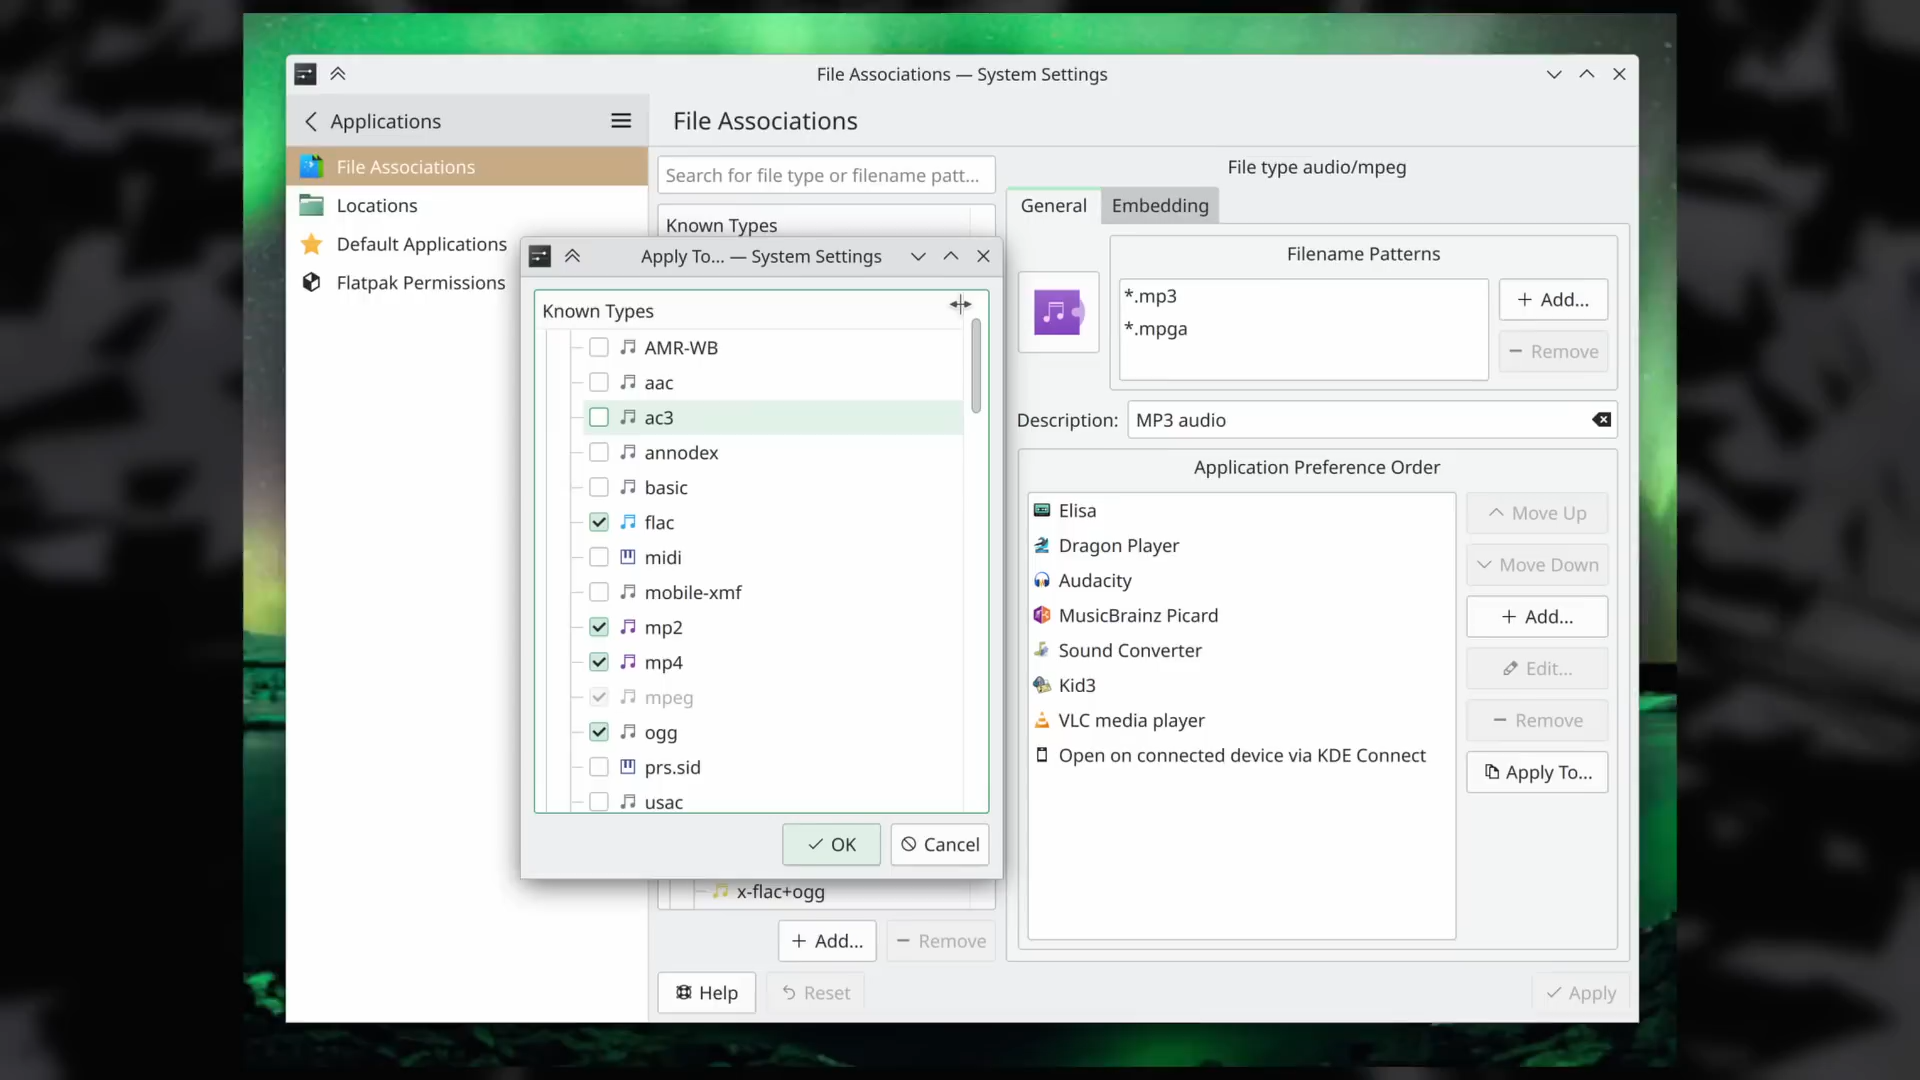 File Associations — System Settings
Applications
File Associations
File Associations
Locations
Default Applications
Flatpak Permissions
Search for file type or filename patt...
Known Types
x-flac+ogg
Add...
Remove
Help
Reset
File type audio/mpeg
General
Embedding
Filename Patterns
*.mp3
*.mpga
Add...
Remove
Description:
MP3 audio
Application Preference Order
Elisa
Dragon Player
Audacity
MusicBrainz Picard
Sound Converter
Kid3
VLC media player
Open on connected device via KDE Connect
Move Up
Move Down
Add...
Edit...
Remove
Apply To...
Apply
Apply To... — System Settings
Known Types
AMR-WB
aac
ac3
annodex
basic
flac
midi
mobile-xmf
mp2
mp4
mpeg
ogg
prs.sid
usac
OK
Cancel